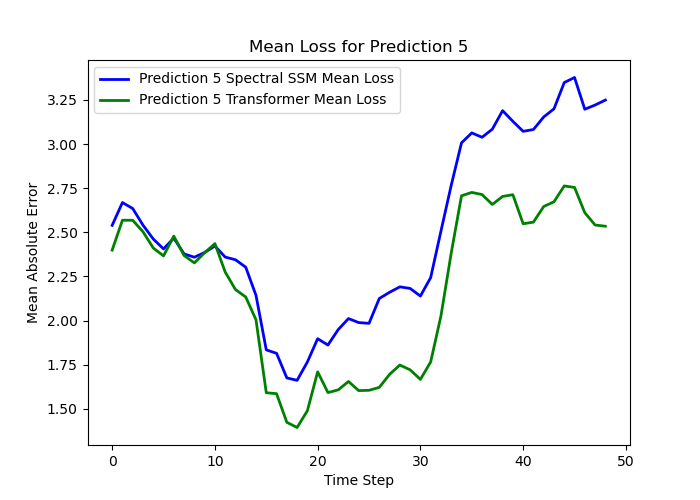 Mean Loss for Prediction 5
Prediction 5 Spectral SSM Mean Loss
Prediction 5 Transformer Mean Loss
Mean Absolute Error
3.25
3.00
2.75
2.50
2.25
2.00
1.75
1.50
0 10 20 30 40 50
Time Step